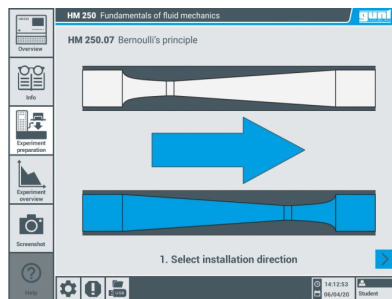 HM 250 Fundamentals of fluid mechanics
gunt
HM 250.07 Bernoulli's principle
Overview
Info
Experiment
preparation
Experiment
overview
Screenshot
Help
1. Select installation direction
USB
14:12:53
06/04/20
Student